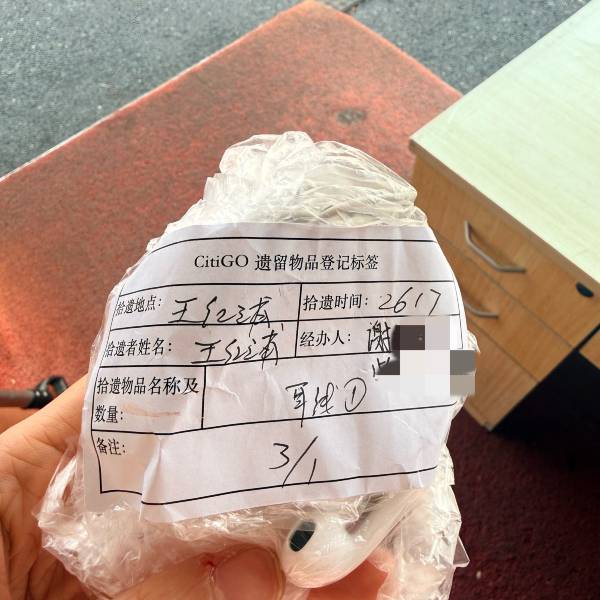 CitiGO 遗留物品登记标签
拾遗地点: 王红涛 拾遗时间: 2617
拾遗者姓名: 王红涛 经办人: 谢
拾遗物品名称及数量: 耳线①
备注: 3/1